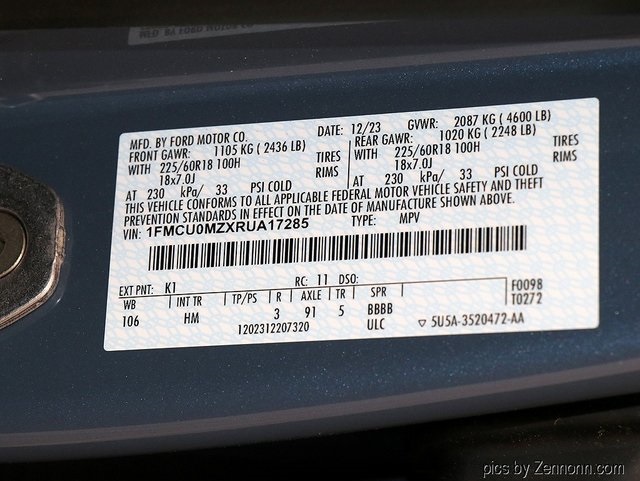 MFD. BY FORD MOTOR CO.
DATE: 12/23 GVWR: 2087 KG ( 4600 LB)
FRONT GAWR: 1105 KG ( 2436 LB)
REAR GAWR: 1020 KG ( 2248 LB)
WITH 225/60R18 100H TIRES
WITH 225/60R18 100H TIRES
18x7.0J RIMS
18x7.0J RIMS
AT 230 kPa/ 33 PSI COLD
AT 230 kPa/ 33 PSI COLD
THIS VEHICLE CONFORMS TO ALL APPLICABLE FEDERAL MOTOR VEHICLE SAFETY AND THEFT
PREVENTION STANDARDS IN EFFECT ON THE DATE OF MANUFACTURE SHOWN ABOVE.
VIN: 1FMCU0MZXRUA17285 TYPE: MPV
EXT PNT: K1 RC: 11 DSO:
WB INT TR TP/PS R AXLE TR SPR F0098
106 HM 3 91 5 BBBB T0272
1202312207320 ULC ▽ 5U5A-3520472-AA
pics by Zennonn.com